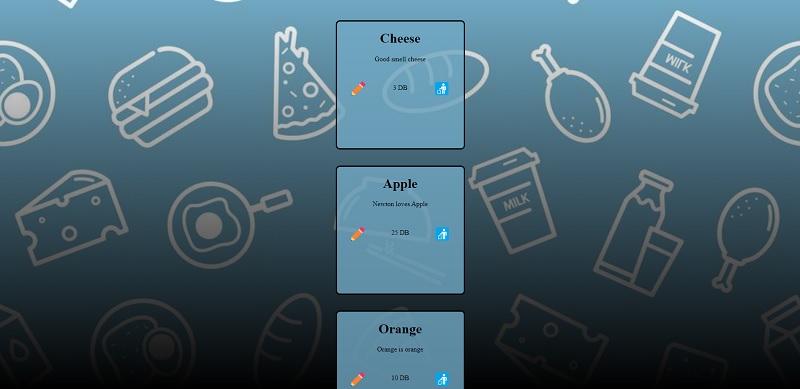 Cheese
Good smell cheese
3 DB
Apple
Newton loves Apple
25 DB
Orange
Orange is orange
10 DB
MILK
MILK